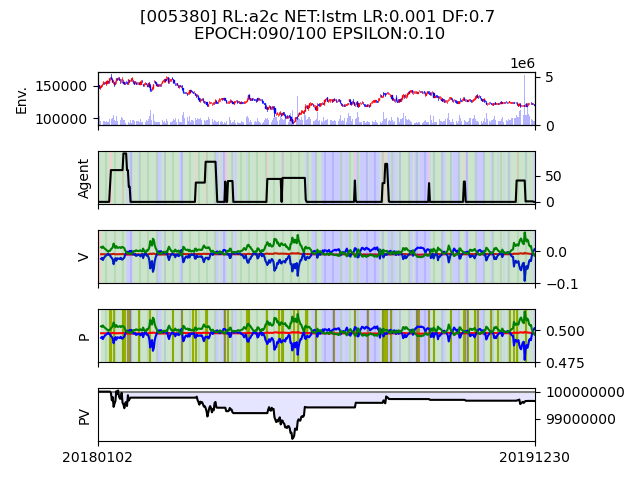 [005380] RL:a2c NET:lstm LR:0.001 DF:0.7
EPOCH:090/100 EPSILON:0.10
1e6
Env.
150000
100000
5
0
Agent
50
0
V
0.0
−0.1
P
0.500
0.475
PV
100000000
99000000
20180102
20191230